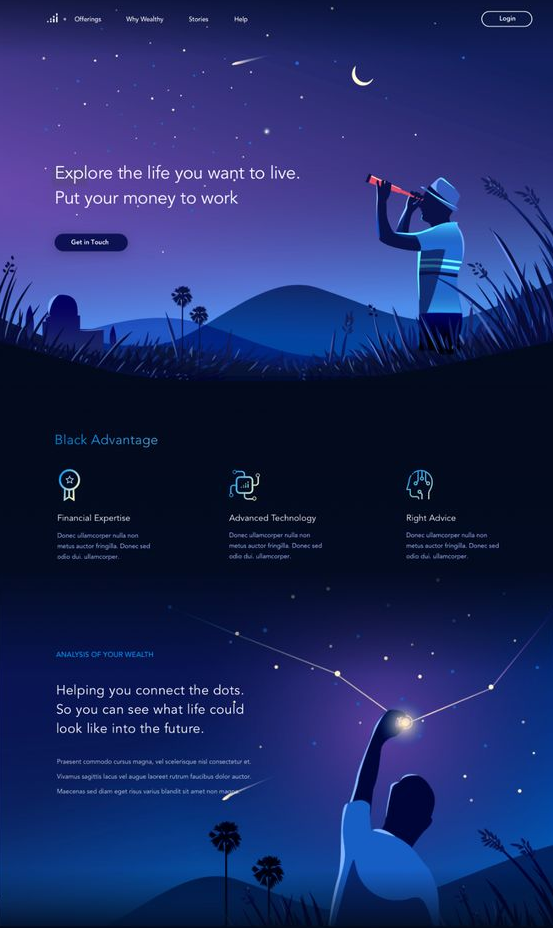 Offerings
Why Wealthy
Stories
Help
Login
Explore the life you want to live.
Put your money to work
Get in Touch
Black Advantage
Financial Expertise
Donec ullamcorper nulla non
metus auctor fringilla. Donec sed
odio dui. ullamcorper.
Advanced Technology
Donec ullamcorper nulla non
metus auctor fringilla. Donec sed
odio dui. ullamcorper.
Right Advice
Donec ullamcorper nulla non
metus auctor fringilla. Donec sed
odio dui. ullamcorper.
ANALYSIS OF YOUR WEALTH
Helping you connect the dots.
So you can see what life could
look like into the future.
Praesent commodo cursus magna, vel scelerisque nisl consectetur et.
Vivamus sagittis lacus vel augue laoreet rutrum faucibus dolor auctor.
Maecenas sed diam eget risus varius blandit sit amet non magna.